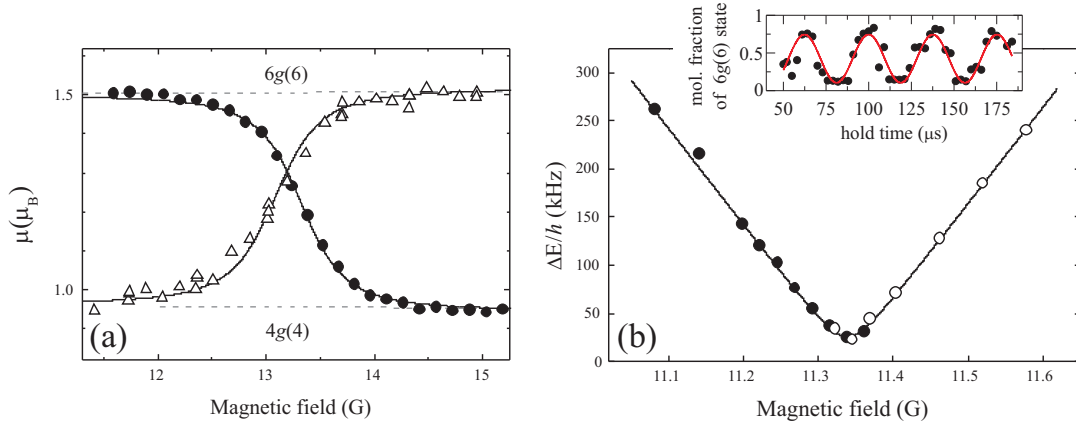 6g(6)
1.5
μ(μB)
1.0
(a)
4g(4)
12 13 14 15
Magnetic field (G)
mol. fraction
of 6g(6) state
1
0.5
0
50 75 100 125 150 175
hold time (μs)
300
250
200
150
100
50
0
ΔE/h (kHz)
(b)
11.1 11.2 11.3 11.4 11.5 11.6
Magnetic field (G)